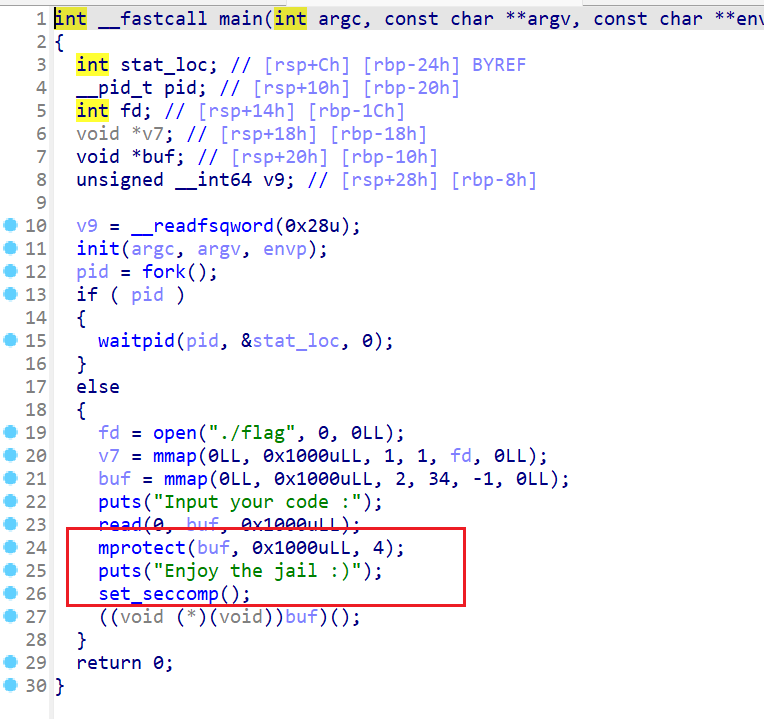 1 int __fastcall main(int argc, const char **argv, const char **env
2 {
3 int stat_loc; // [rsp+Ch] [rbp-24h] BYREF
4 __pid_t pid; // [rsp+10h] [rbp-20h]
5 int fd; // [rsp+14h] [rbp-1Ch]
6 void *v7; // [rsp+18h] [rbp-18h]
7 void *buf; // [rsp+20h] [rbp-10h]
8 unsigned __int64 v9; // [rsp+28h] [rbp-8h]
9
10 v9 = __readfsqword(0x28u);
11 init(argc, argv, envp);
12 pid = fork();
13 if ( pid )
14 {
15 waitpid(pid, &stat_loc, 0);
16 }
17 else
18 {
19 fd = open("./flag", 0, 0LL);
20 v7 = mmap(0LL, 0x1000uLL, 1, 1, fd, 0LL);
21 buf = mmap(0LL, 0x1000uLL, 2, 34, -1, 0LL);
22 puts("Input your code :");
23 read(0, buf, 0x1000uLL);
24 mprotect(buf, 0x1000uLL, 4);
25 puts("Enjoy the jail :)");
26 set_seccomp();
27 ((void (*)(void))buf)();
28 }
29 return 0;
30 }